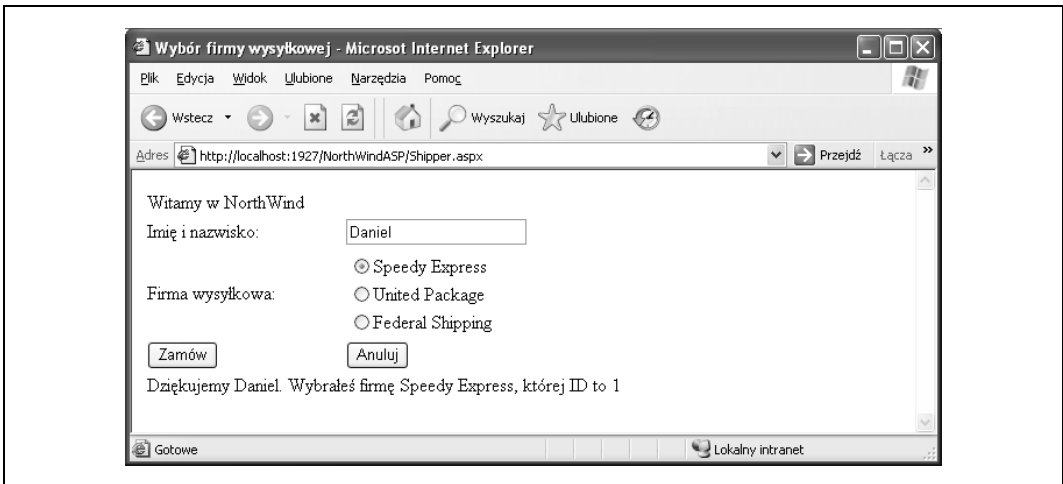 Wybór firmy wysyłkowej - Microsot Internet Explorer
Plik Edycja Widok Ulubione Narzędzia Pomoc
Wstecz Wyszukaj Ulubione
Adres http://localhost:1927/NorthWindASP/Shipper.aspx Przejdź Łącza »
Witamy w NorthWind
Imię i nazwisko: Daniel
Speedy Express
Firma wysyłkowa: United Package
Federal Shipping
Zamów Anuluj
Dziękujemy Daniel. Wybrałeś firmę Speedy Express, której ID to 1
Gotowe Lokalny intranet